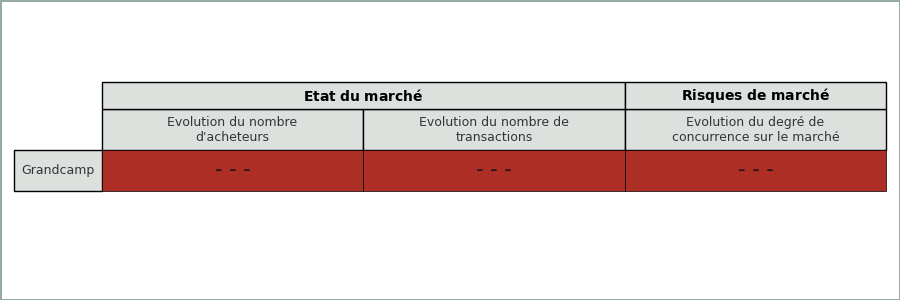 Etat du marché
Risques de marché
Evolution du nombre
d'acheteurs
Evolution du nombre de
transactions
Evolution du degré de
concurrence sur le marché
Grandcamp
– – –
– – –
– – –